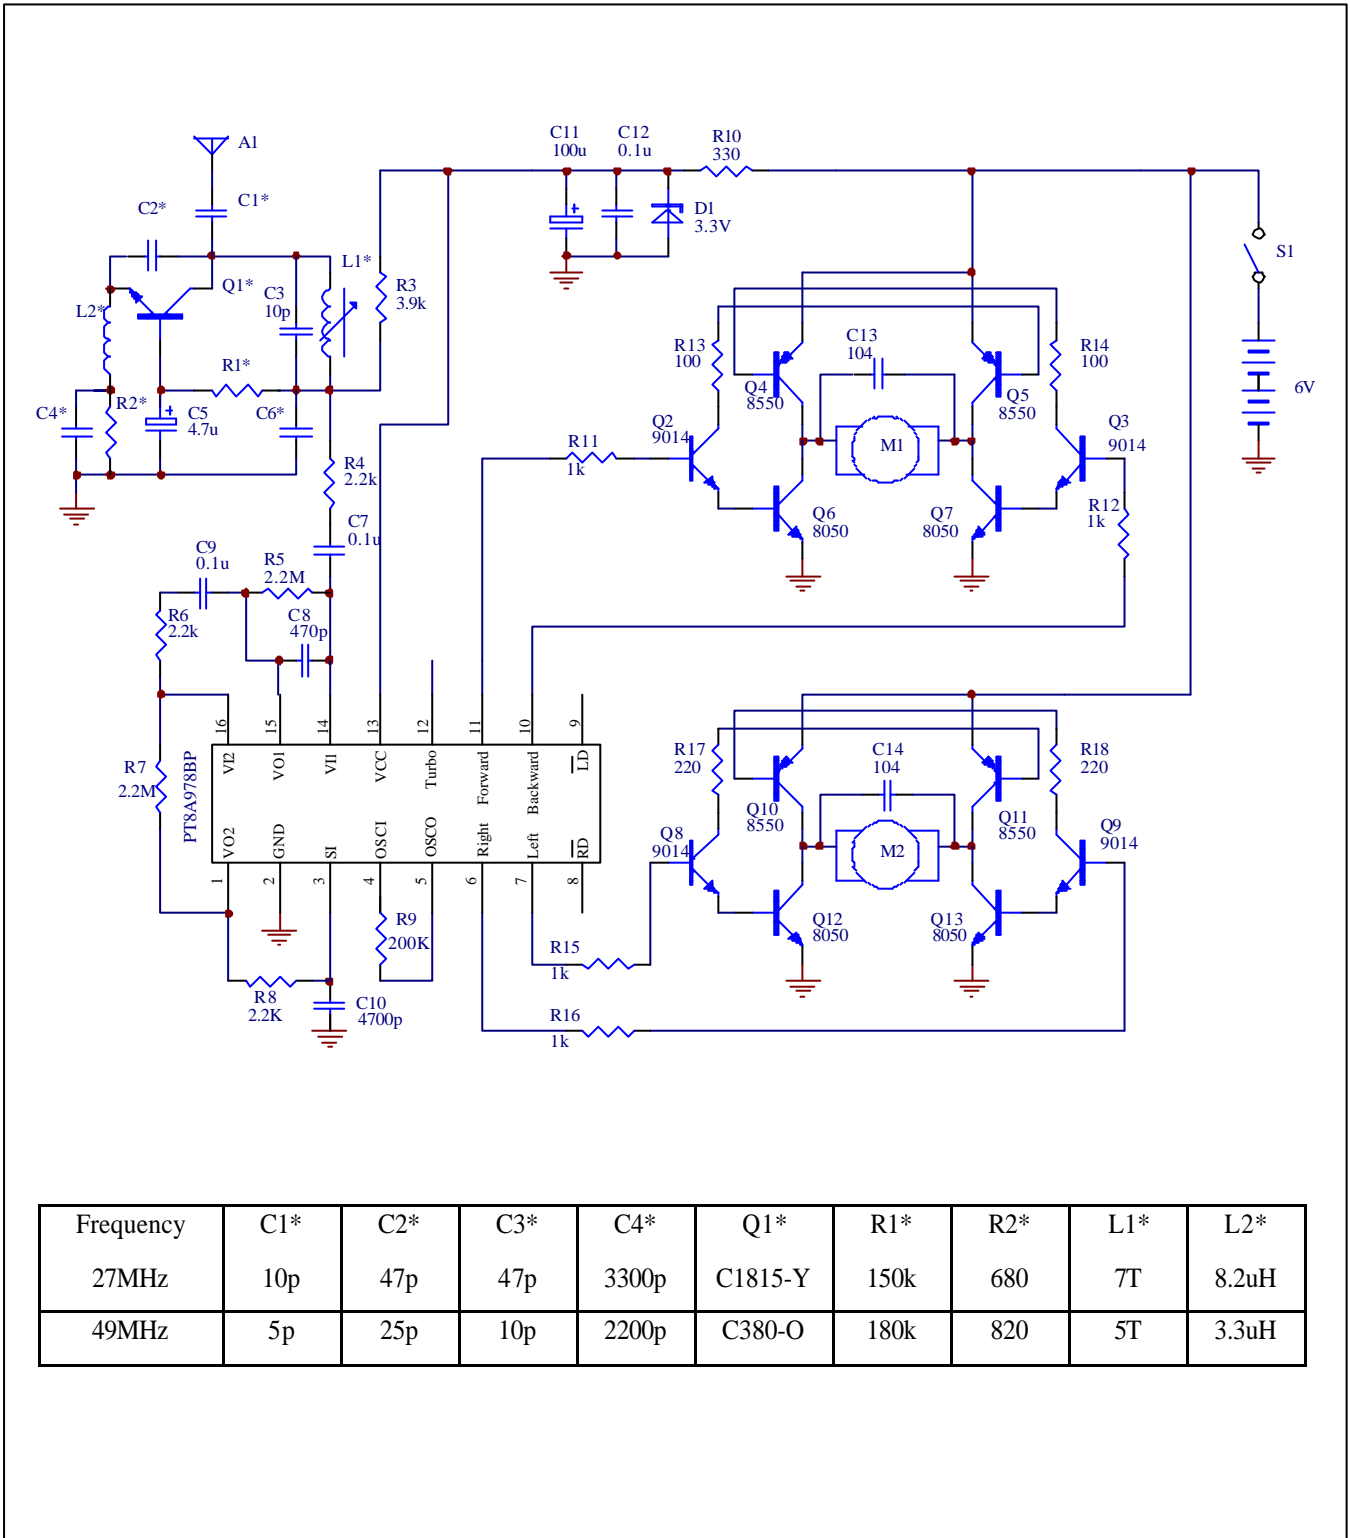 A1
C1*
C2*
Q1*
C3
10p
L1*
L2*
R3
3.9k
R1*
C4*
R2*
C5
4.7u
C6*
R4
2.2k
C7
0.1u
C11
100u
C12
0.1u
R10
330
D1
3.3V
S1
6V
C13
104
R13
100
R14
100
Q4
8550
Q5
8550
Q2
9014
Q3
9014
M1
R11
1k
R12
1k
Q6
8050
Q7
8050
C9
0.1u
R5
2.2M
C8
470p
R6
2.2k
R7
2.2M
PT8A978BP
16
15
14
13
12
11
10
9
VI2
VO1
VI1
VCC
Turbo
Forward
Backward
LD
VO2
GND
SI
OSCI
OSCO
Right
Left
RD
1
2
3
4
5
6
7
8
R9
200K
R8
2.2K
C10
4700p
R17
220
R18
220
C14
104
Q10
8550
Q11
8550
Q8
9014
Q9
9014
M2
Q12
8050
Q13
8050
R15
1k
R16
1k
Frequency C1* C2* C3* C4* Q1* R1* R2* L1* L2*
27MHz 10p 47p 47p 3300p C1815-Y 150k 680 7T 8.2uH
49MHz 5p 25p 10p 2200p C380-O 180k 820 5T 3.3uH